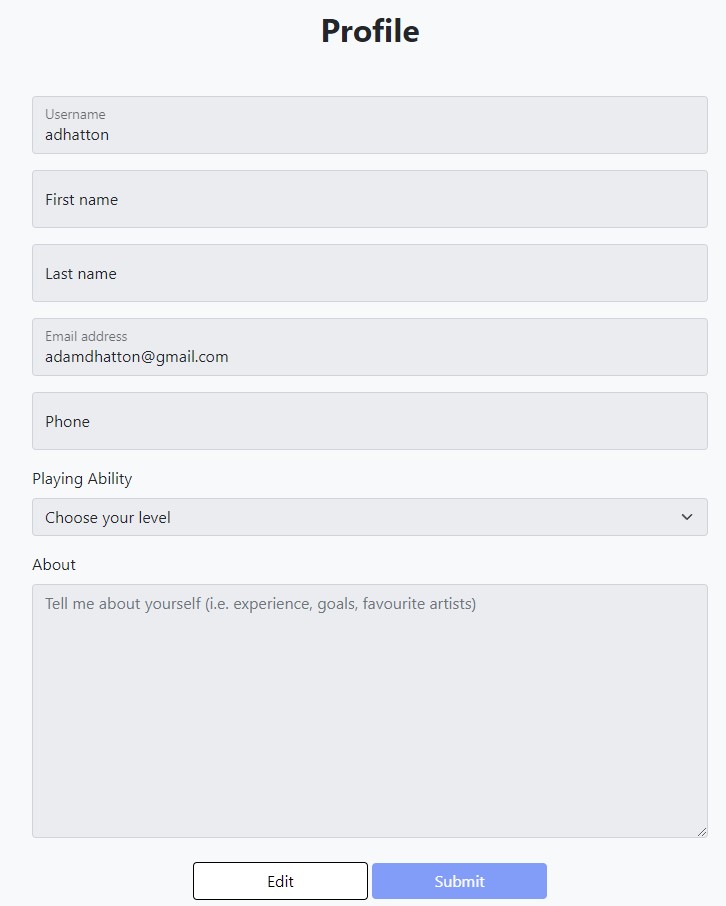 Profile
Username
adhatton
First name
Last name
Email address
adamdhatton@gmail.com
Phone
Playing Ability
Choose your level
About
Tell me about yourself (i.e. experience, goals, favourite artists)
Edit Submit